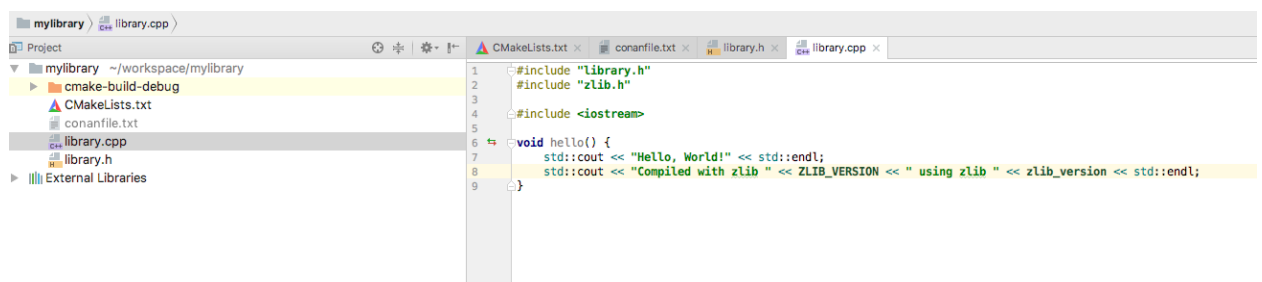 mylibrary library.cpp
Project
CMakeLists.txt conanfile.txt library.h library.cpp
mylibrary ~/workspace/mylibrary
cmake-build-debug
CMakeLists.txt
conanfile.txt
library.cpp
library.h
External Libraries
1 #include "library.h"
2 #include "zlib.h"
3
4 #include <iostream>
5
6 void hello() {
7 std::cout << "Hello, World!" << std::endl;
8 std::cout << "Compiled with zlib " << ZLIB_VERSION << " using zlib " << zlib_version << std::endl;
9 }